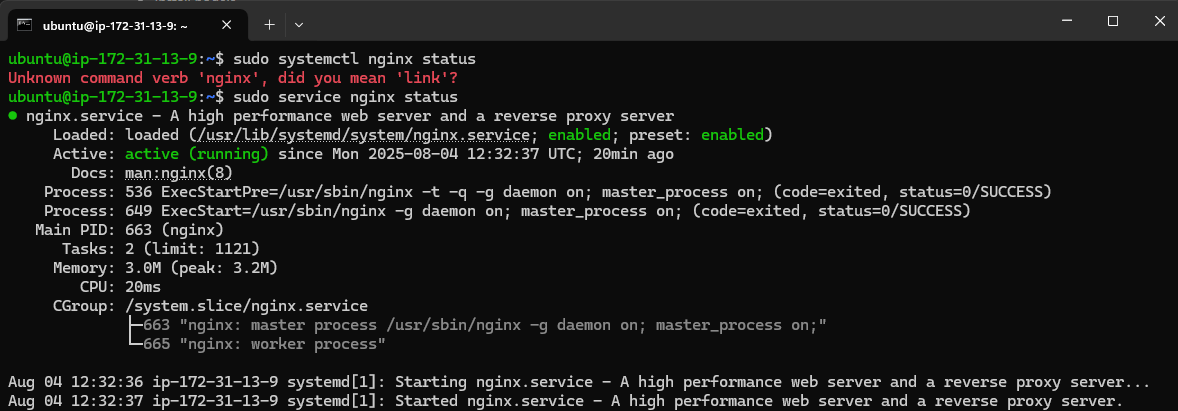 ubuntu@ip-172-31-13-9: ~
ubuntu@ip-172-31-13-9:~$ sudo systemctl nginx status
Unknown command verb 'nginx', did you mean 'link'?
ubuntu@ip-172-31-13-9:~$ sudo service nginx status
● nginx.service - A high performance web server and a reverse proxy server
     Loaded: loaded (/usr/lib/systemd/system/nginx.service; enabled; preset: enabled)
     Active: active (running) since Mon 2025-08-04 12:32:37 UTC; 20min ago
       Docs: man:nginx(8)
    Process: 536 ExecStartPre=/usr/sbin/nginx -t -q -g daemon on; master_process on; (code=exited, status=0/SUCCESS)
    Process: 649 ExecStart=/usr/sbin/nginx -g daemon on; master_process on; (code=exited, status=0/SUCCESS)
   Main PID: 663 (nginx)
      Tasks: 2 (limit: 1121)
     Memory: 3.0M (peak: 3.2M)
        CPU: 20ms
     CGroup: /system.slice/nginx.service
             ├─663 "nginx: master process /usr/sbin/nginx -g daemon on; master_process on;"
             └─665 "nginx: worker process"
Aug 04 12:32:36 ip-172-31-13-9 systemd[1]: Starting nginx.service - A high performance web server and a reverse proxy server...
Aug 04 12:32:37 ip-172-31-13-9 systemd[1]: Started nginx.service - A high performance web server and a reverse proxy server.